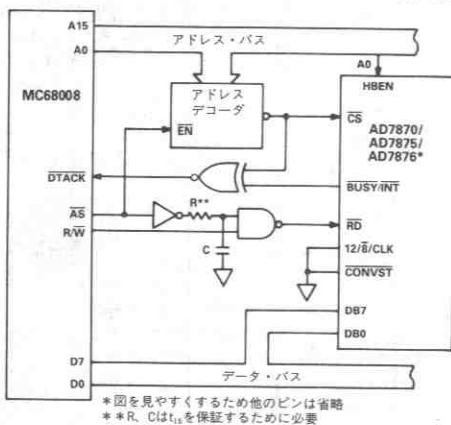 A15
アドレス・バス
A0
A0
MC68008
アドレス
デコーダ
HBEN
EN
CS
AD7870/
AD7875/
AD7876*
DTACK
BUSY/INT
R**
AS
RD
R/W
C
12/8/CLK
CONVST
DB7
DB0
D7
データ・バス
D0
*図を見やすくするため他のピンは省略
**R、Cはt15を保証するために必要